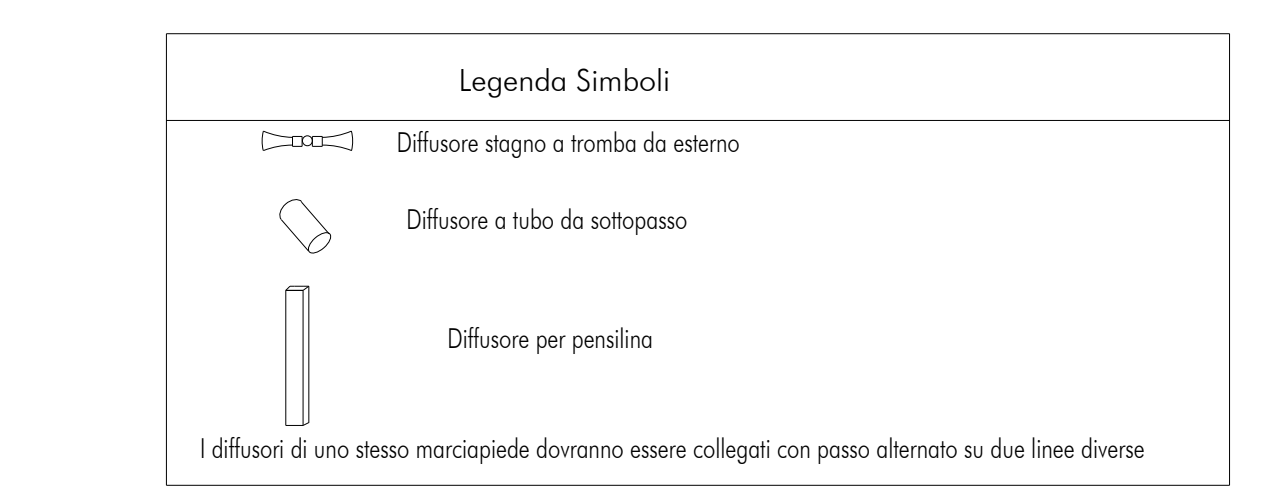 Legenda Simboli
Diffusore stagno a tromba da esterno
Diffusore a tubo da sottopasso
Diffusore per pensilina
I diffusori di uno stesso marciapiede dovranno essere collegati con passo alternato su due linee diverse